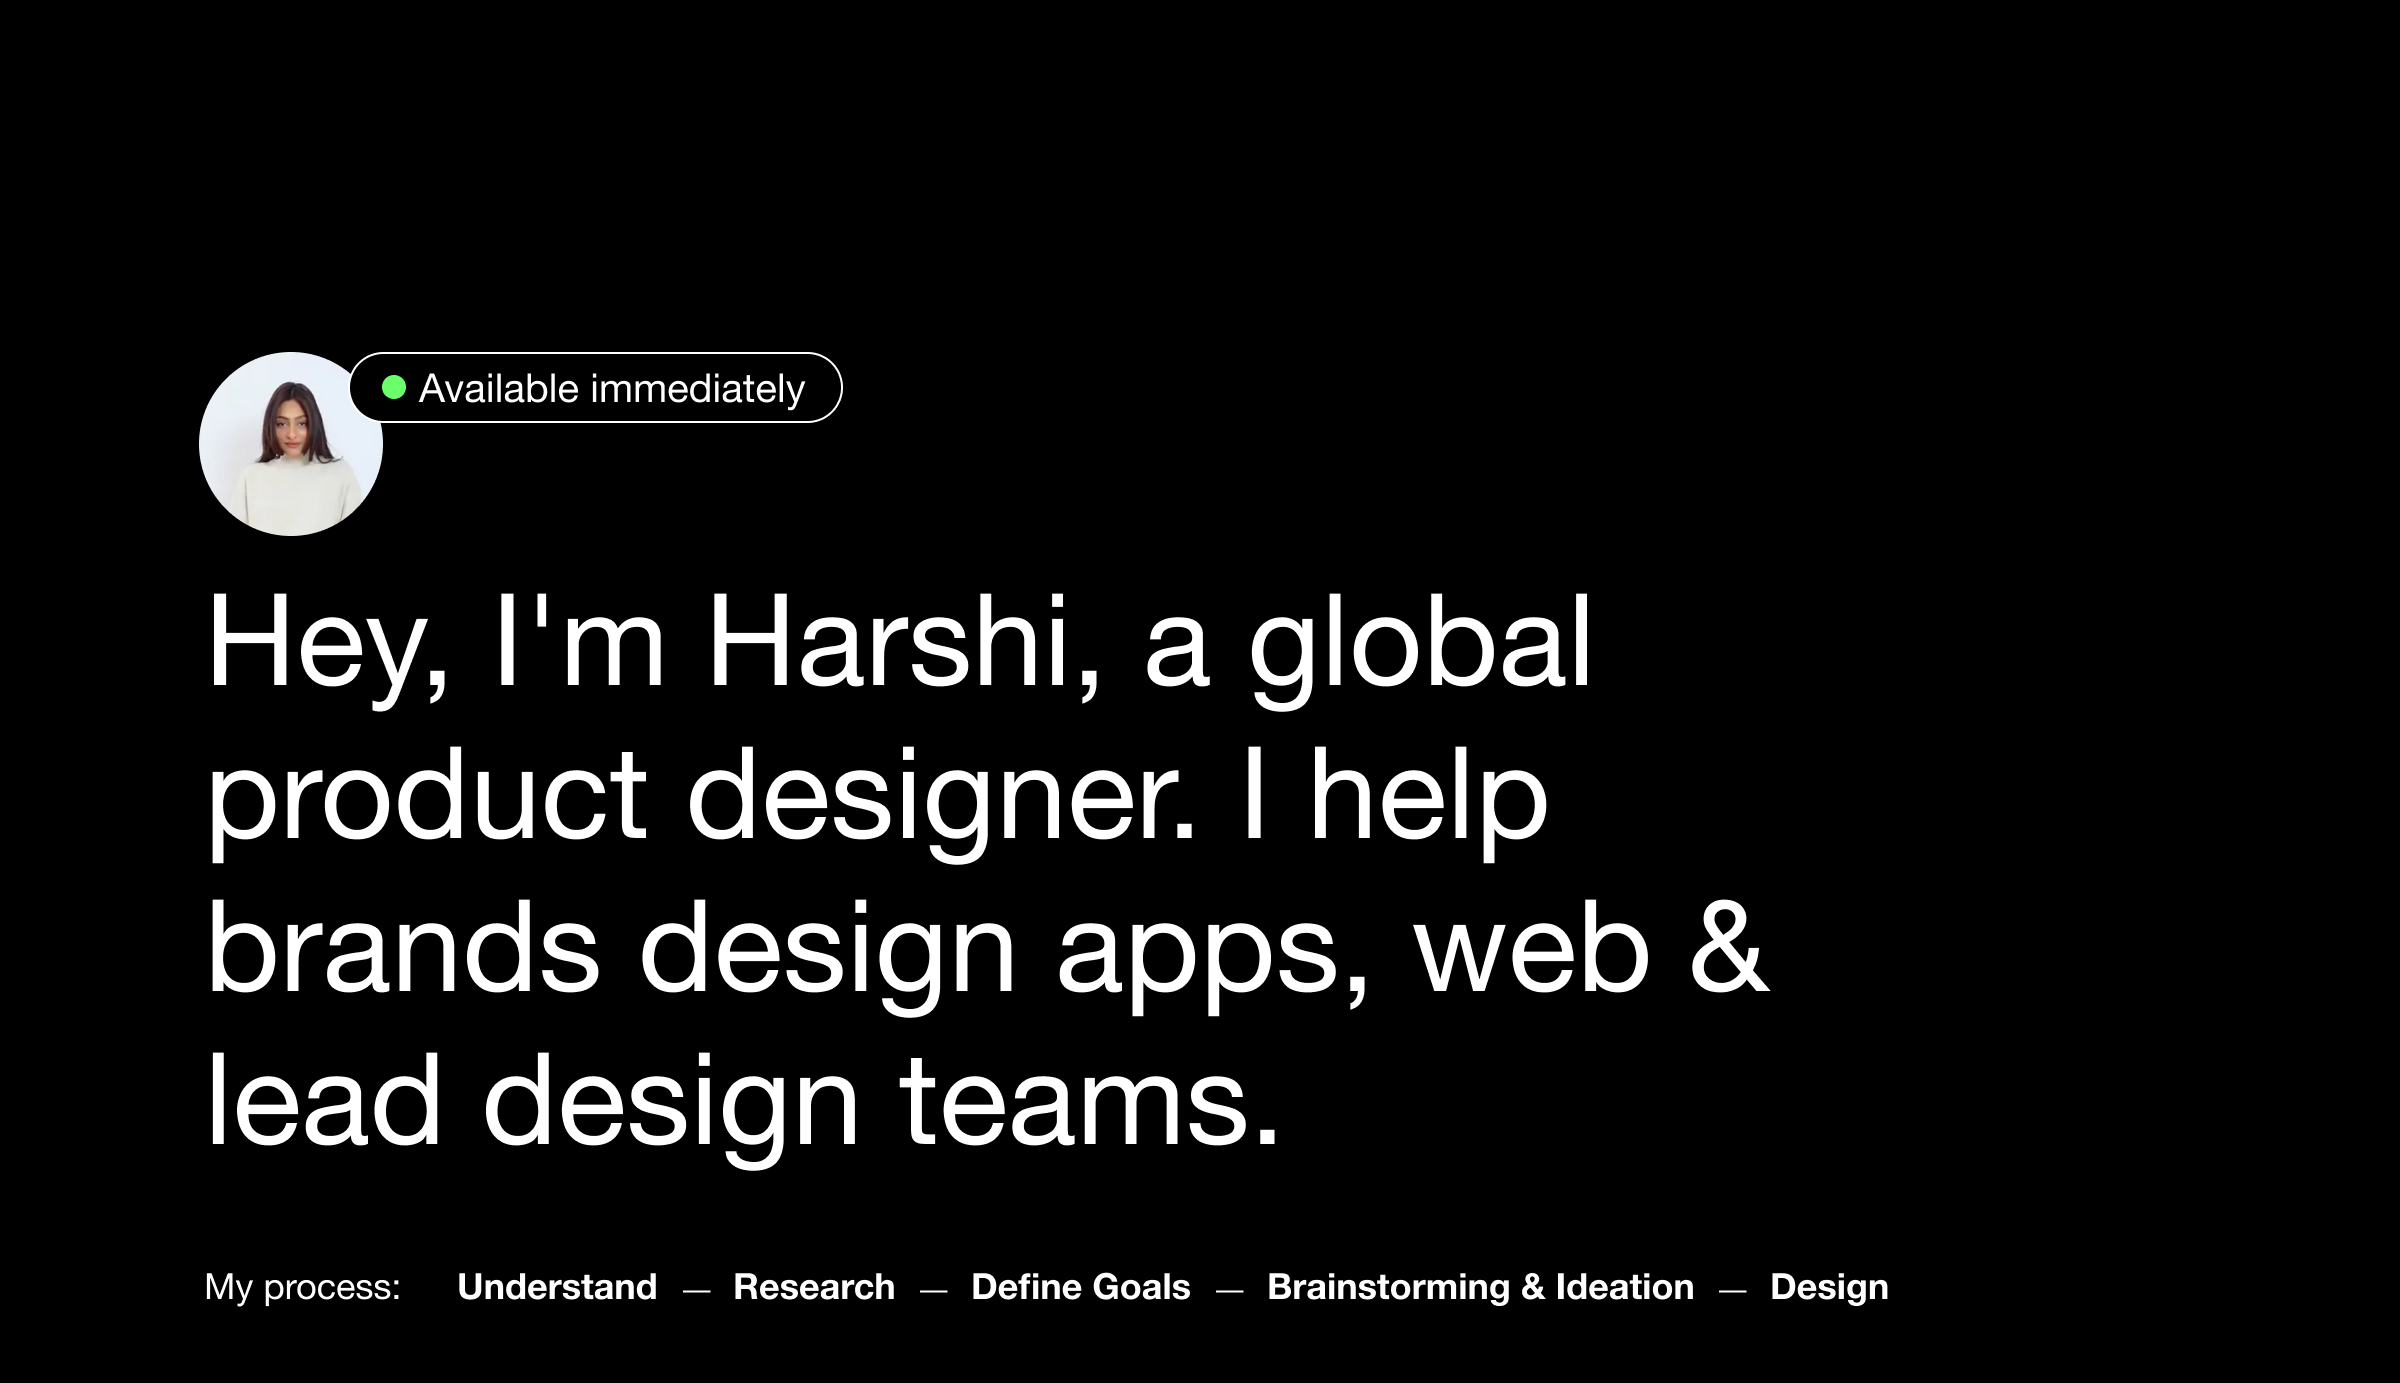 Available immediately
Hey, I'm Harshi, a global
product designer. I help
brands design apps, web &
lead design teams.
My process: Understand — Research — Define Goals — Brainstorming & Ideation — Design